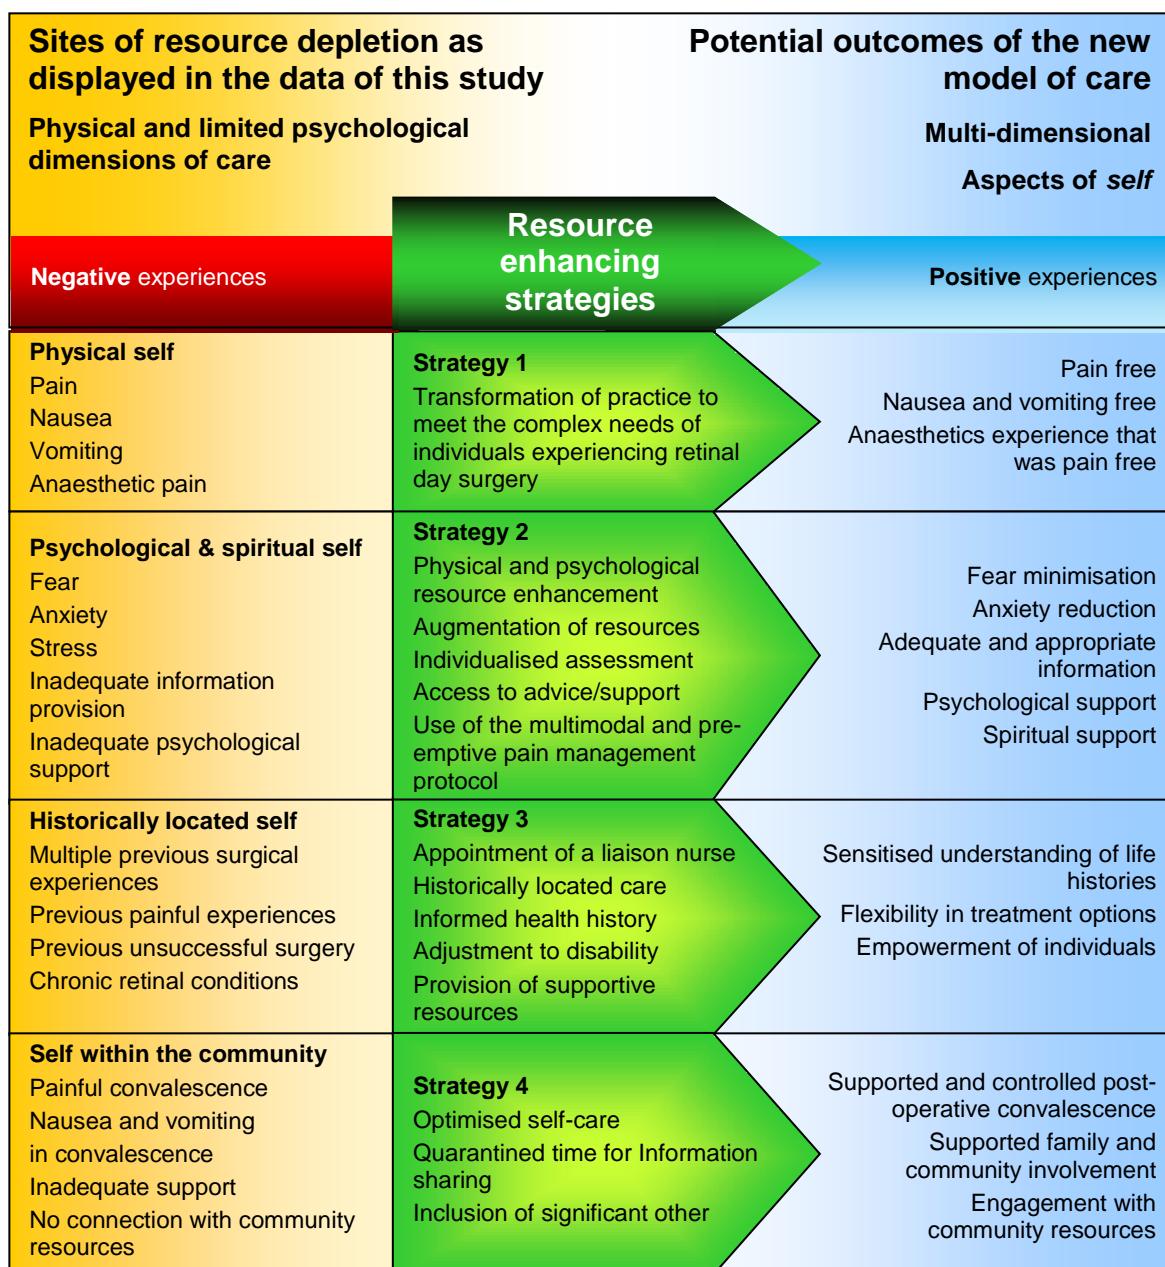 Sites of resource depletion as
displayed in the data of this study
Physical and limited psychological
dimensions of care
Potential outcomes of the new
model of care
Multi-dimensional
Aspects of self
Negative experiences
Resource
enhancing
strategies
Positive experiences
Physical self
Pain
Nausea
Vomiting
Anaesthetic pain
Strategy 1
Transformation of practice to
meet the complex needs of
individuals experiencing retinal
day surgery
Pain free
Nausea and vomiting free
Anaesthetics experience that
was pain free
Psychological & spiritual self
Fear
Anxiety
Stress
Inadequate information
provision
Inadequate psychological
support
Strategy 2
Physical and psychological
resource enhancement
Augmentation of resources
Individualised assessment
Access to advice/support
Use of the multimodal and pre-
emptive pain management
protocol
Fear minimisation
Anxiety reduction
Adequate and appropriate
information
Psychological support
Spiritual support
Historically located self
Multiple previous surgical
experiences
Previous painful experiences
Previous unsuccessful surgery
Chronic retinal conditions
Strategy 3
Appointment of a liaison nurse
Historically located care
Informed health history
Adjustment to disability
Provision of supportive
resources
Sensitised understanding of life
histories
Flexibility in treatment options
Empowerment of individuals
Self within the community
Painful convalescence
Nausea and vomiting
in convalescence
Inadequate support
No connection with community
resources
Strategy 4
Optimised self-care
Quarantined time for Information
sharing
Inclusion of significant other
Supported and controlled post-
operative convalescence
Supported family and
community involvement
Engagement with
community resources